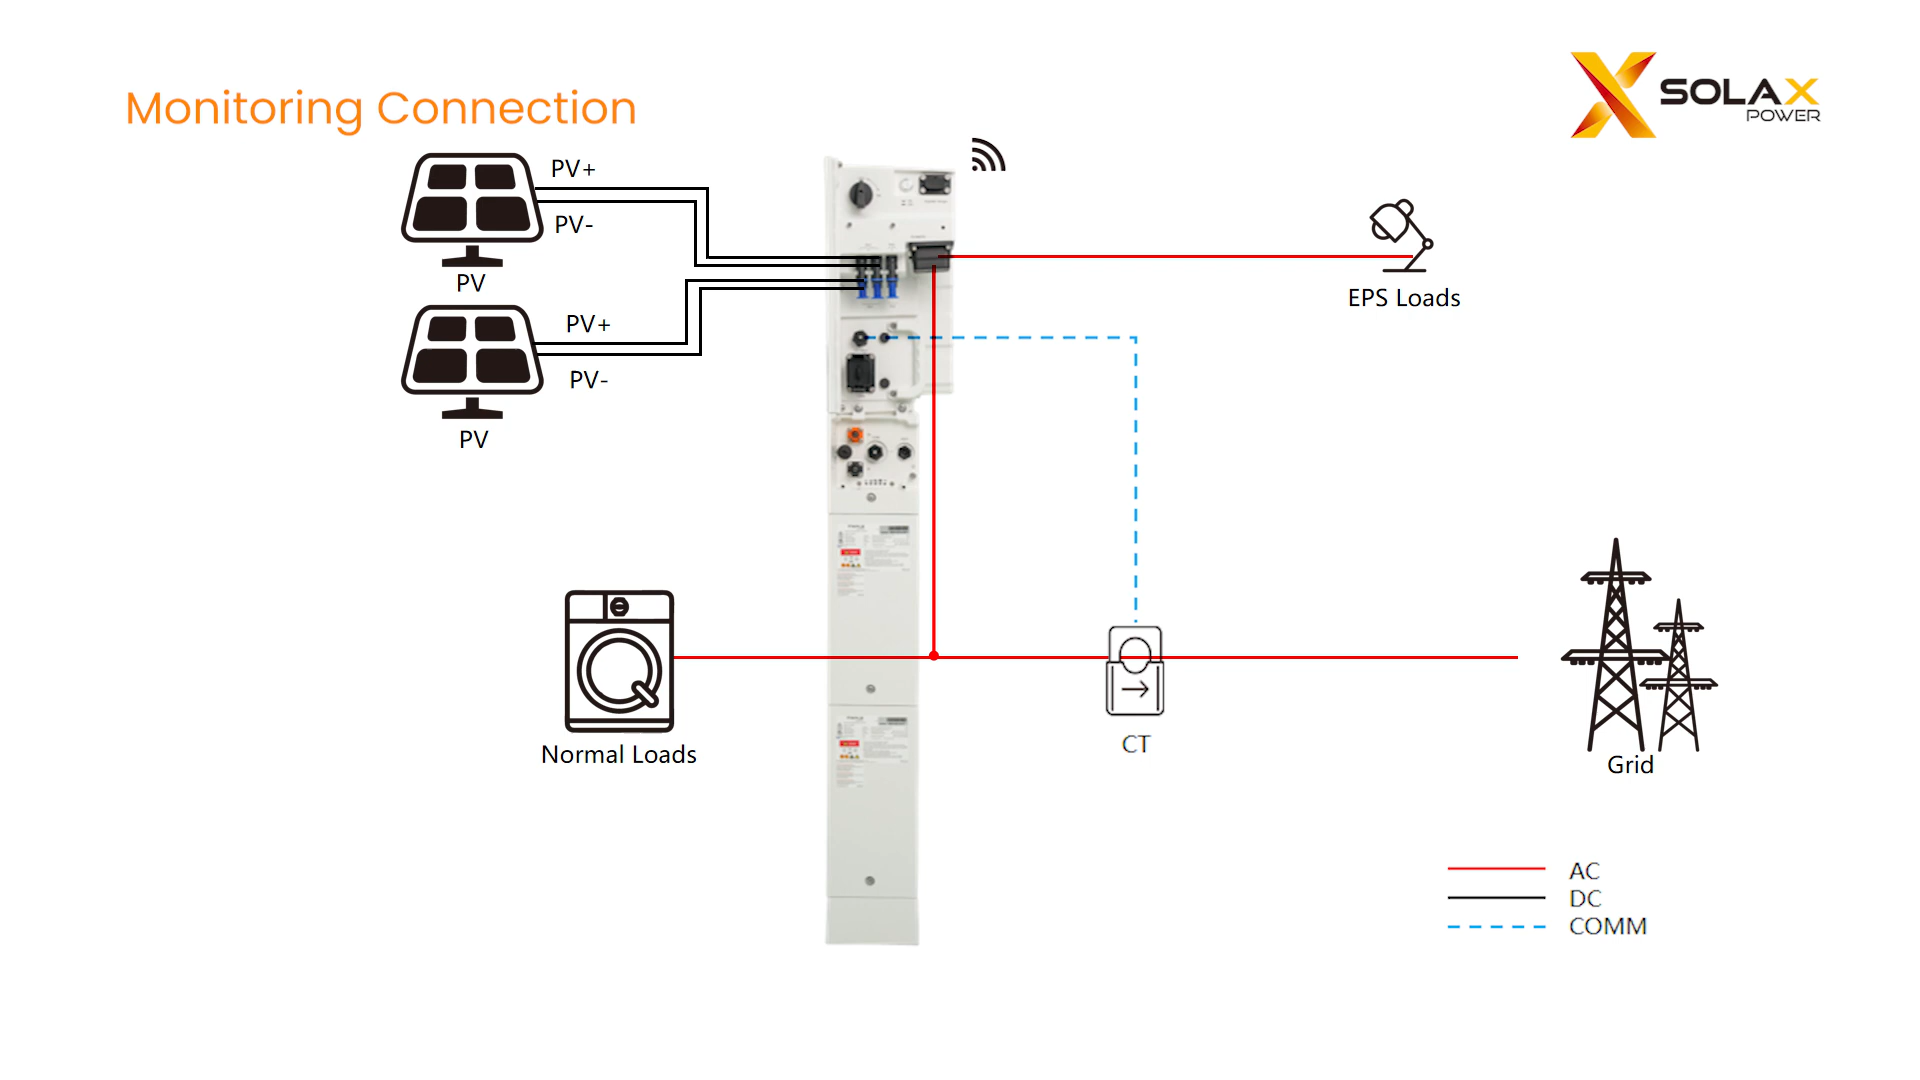 Monitoring Connection
SOLAX
POWER
PV+
PV-
PV
PV+
PV-
PV
EPS Loads
Normal Loads
CT
Grid
AC
DC
COMM